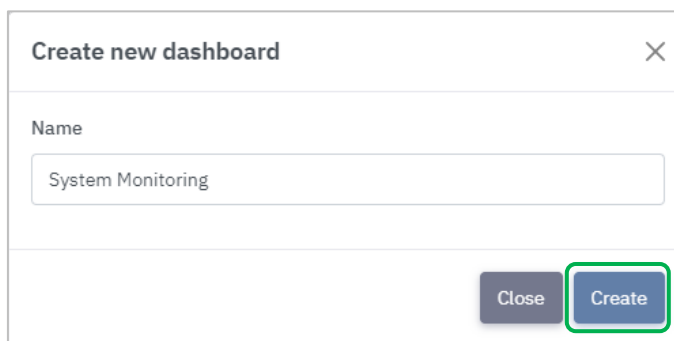 Create new dashboard
Name
System Monitoring
Close Create